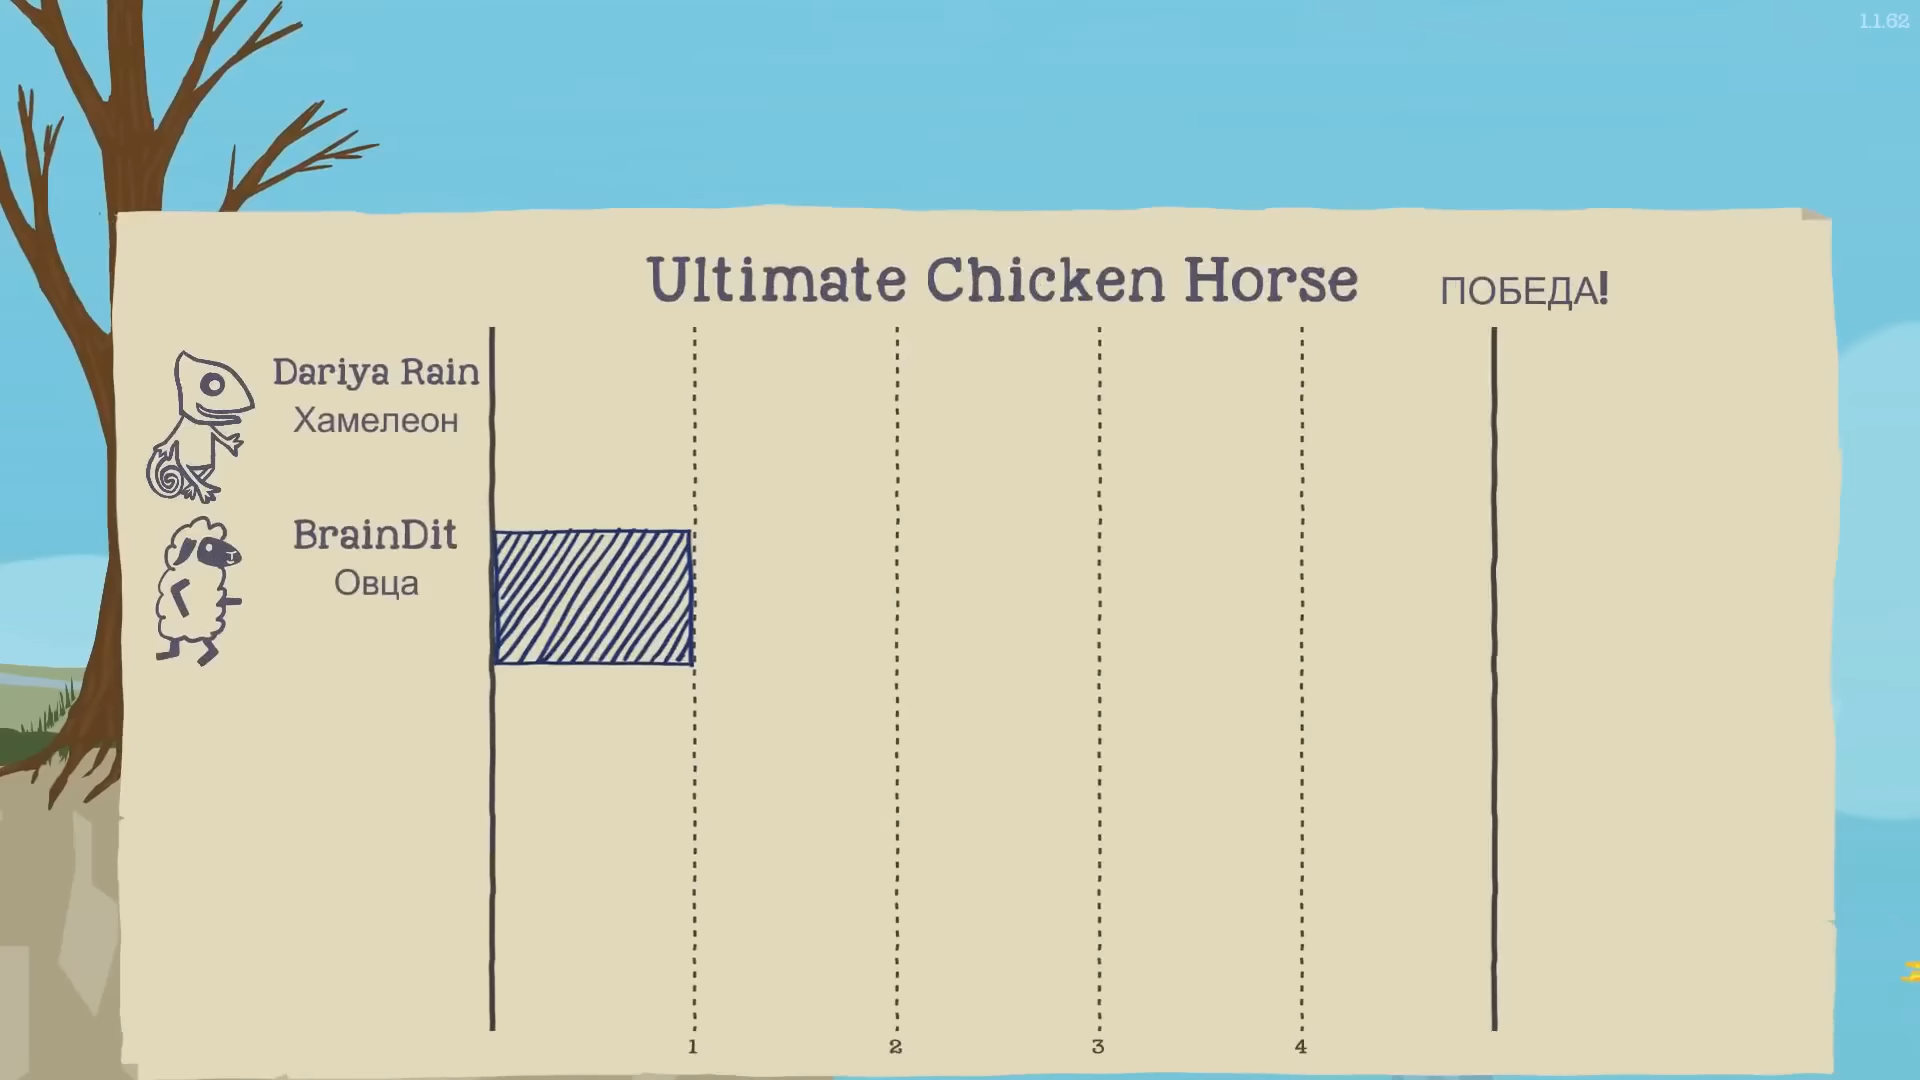 1.1.62
Ultimate Chicken Horse
ПОБЕДА!
Dariya Rain
Хамелеон
BrainDit
Овца
1 2 3 4